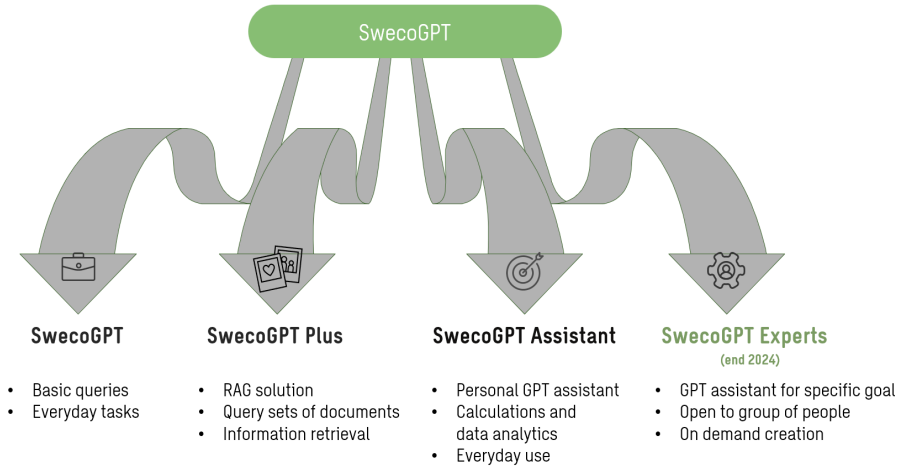 SwecoGPT
SwecoGPT
• Basic queries
• Everyday tasks
SwecoGPT Plus
• RAG solution
• Query sets of documents
• Information retrieval
SwecoGPT Assistant
• Personal GPT assistant
• Calculations and
data analytics
• Everyday use
SwecoGPT Experts
(end 2024)
• GPT assistant for specific goal
• Open to group of people
• On demand creation